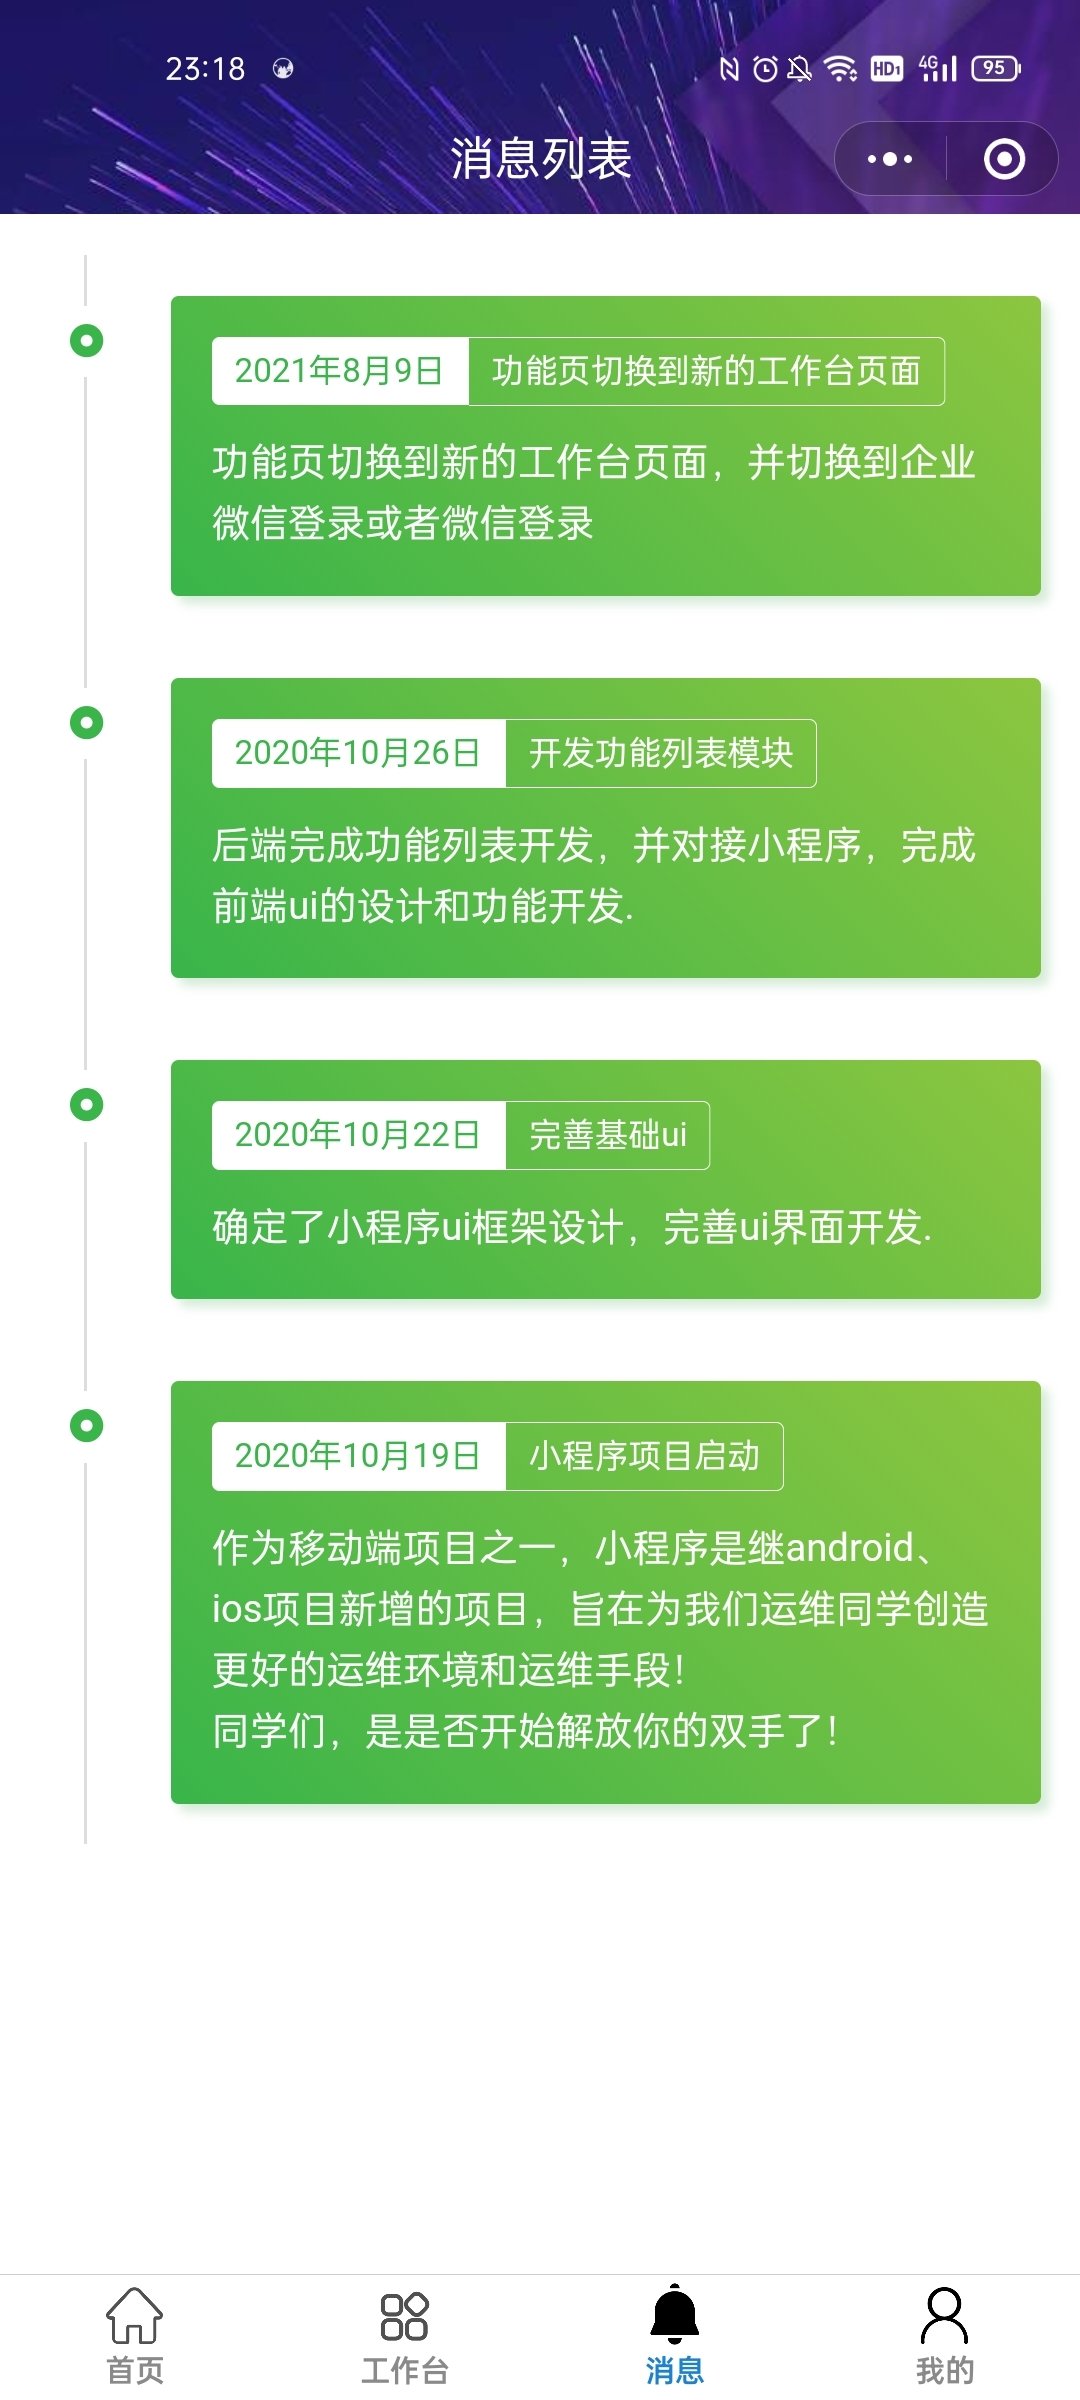 23:18
HD1 4G 95
消息列表
2021年8月9日 功能页切换到新的工作台页面
功能页切换到新的工作台页面，并切换到企业
微信登录或者微信登录
2020年10月26日 开发功能列表模块
后端完成功能列表开发，并对接小程序，完成
前端ui的设计和功能开发.
2020年10月22日 完善基础ui
确定了小程序ui框架设计，完善ui界面开发.
2020年10月19日 小程序项目启动
作为移动端项目之一，小程序是继android、
ios项目新增的项目，旨在为我们运维同学创造
更好的运维环境和运维手段！
同学们，是是否开始解放你的双手了！
首页 工作台 消息 我的